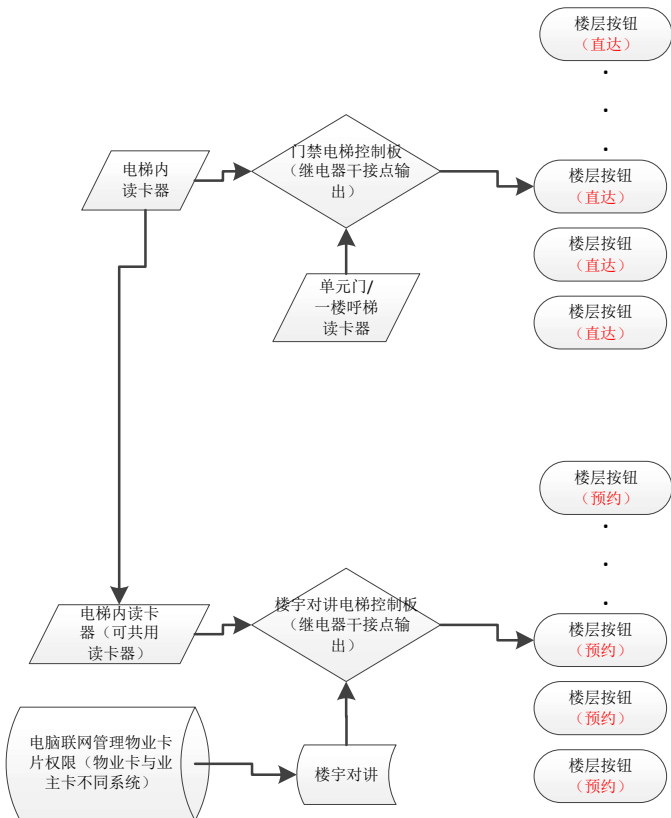 楼层按钮
（直达）
电梯内
读卡器
门禁电梯控制板
（继电器干接点输
出）
楼层按钮
（直达）
楼层按钮
（直达）
单元门/
一楼呼梯
读卡器
楼层按钮
（直达）
楼层按钮
（预约）
电梯内读卡
器（可共用
读卡器）
楼宇对讲电梯控制板
（继电器干接点输
出）
楼层按钮
（预约）
楼层按钮
（预约）
电脑联网管理物业卡
片权限（物业卡与业
主卡不同系统）
楼宇对讲
楼层按钮
（预约）